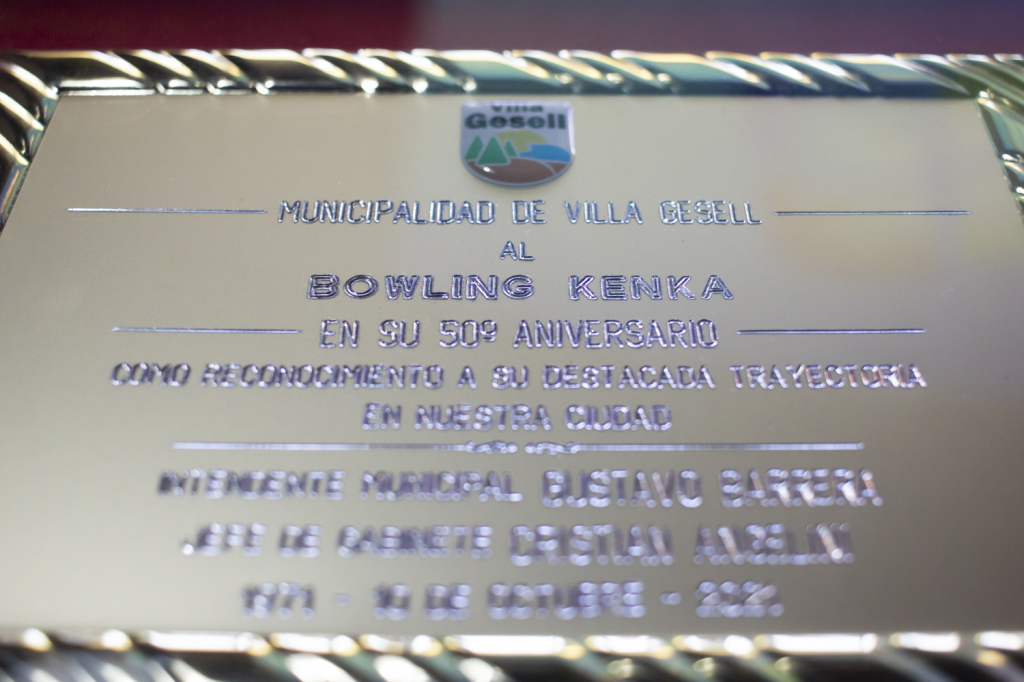 Villa
Gesell
MUNICIPALIDAD DE VILLA GESELL
AL
BOWLING KENKA
EN SU 50º ANIVERSARIO
COMO RECONOCIMIENTO A SU DESTACADA TRAYECTORIA
EN NUESTRA CIUDAD
INTENDENTE MUNICIPAL GUSTAVO BARRERA
JEFE DE GABINETE CRISTIAN ANGELINI
1971 - 10 DE OCTUBRE - 2021.